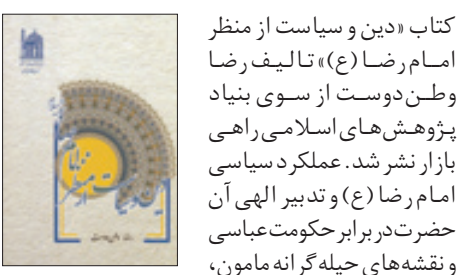 کتاب «دین و سیاست از منظر
امام رضا (ع)» تالیف رضا
وطن‌دوست از سوی بنیاد
پژوهش‌های اسلامی راهی
بازار نشر شد. عملکرد سیاسی
امام رضا (ع) و تدبیر الهی آن
حضرت در برابر حکومت عباسی
و نقشه‌های حیله‌گرانه مامون،